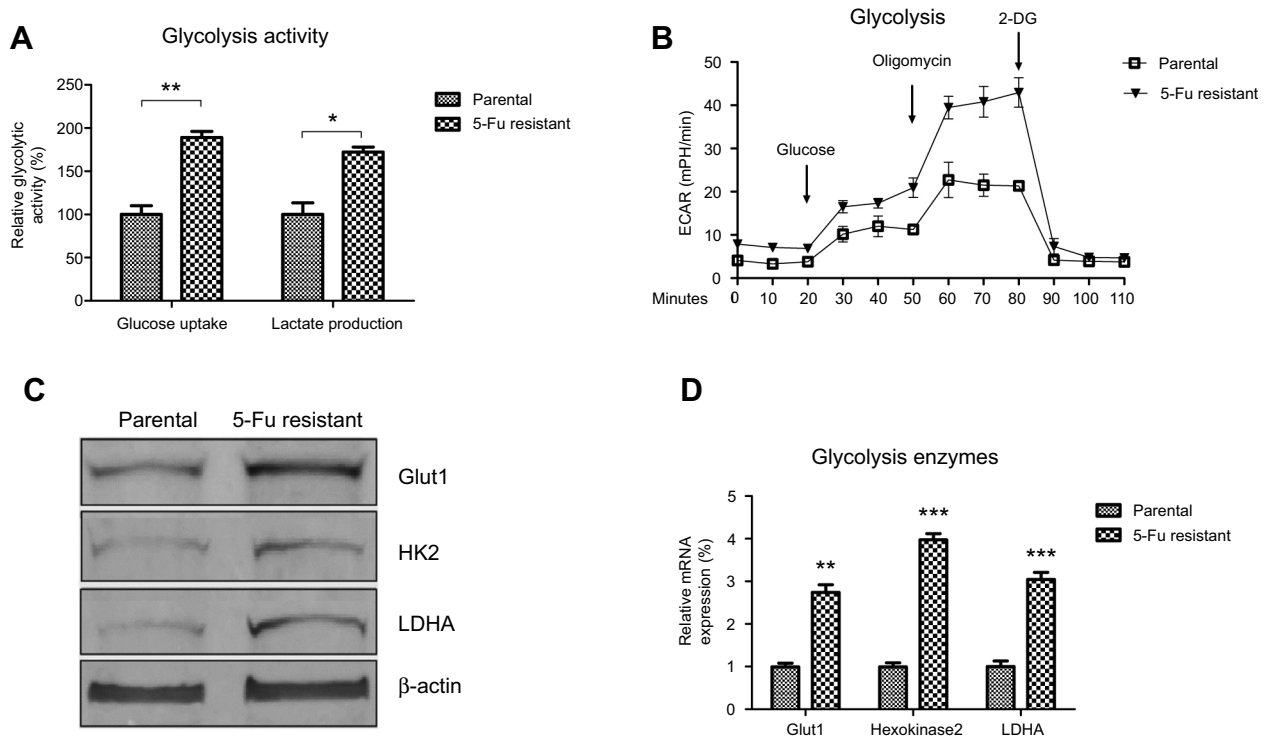 A
Glycolysis activity
250
200
150
100
50
0
Relative glycolytic
activity (%)
**
*
Parental
5-Fu resistant
Glucose uptake
Lactate production
B
Glycolysis
2-DG
Oligomycin
Glucose
Parental
5-Fu resistant
50
40
30
20
10
0
ECAR (mPH/min)
Minutes 0 10 20 30 40 50 60 70 80 90 100 110
C
Parental 5-Fu resistant
Glut1
HK2
LDHA
β-actin
D
Glycolysis enzymes
5
4
3
2
1
0
Relative mRNA
expression (%)
**
***
***
Parental
5-Fu resistant
Glut1 Hexokinase2 LDHA